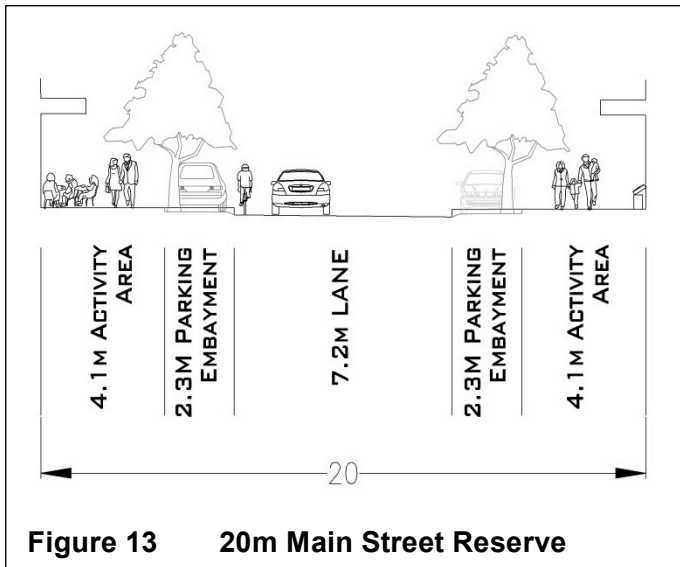 4.1M ACTIVITY
AREA
2.3M PARKING
EMBAYMENT
7.2M LANE
2.3M PARKING
EMBAYMENT
4.1M ACTIVITY
AREA
20
Figure 13 20m Main Street Reserve